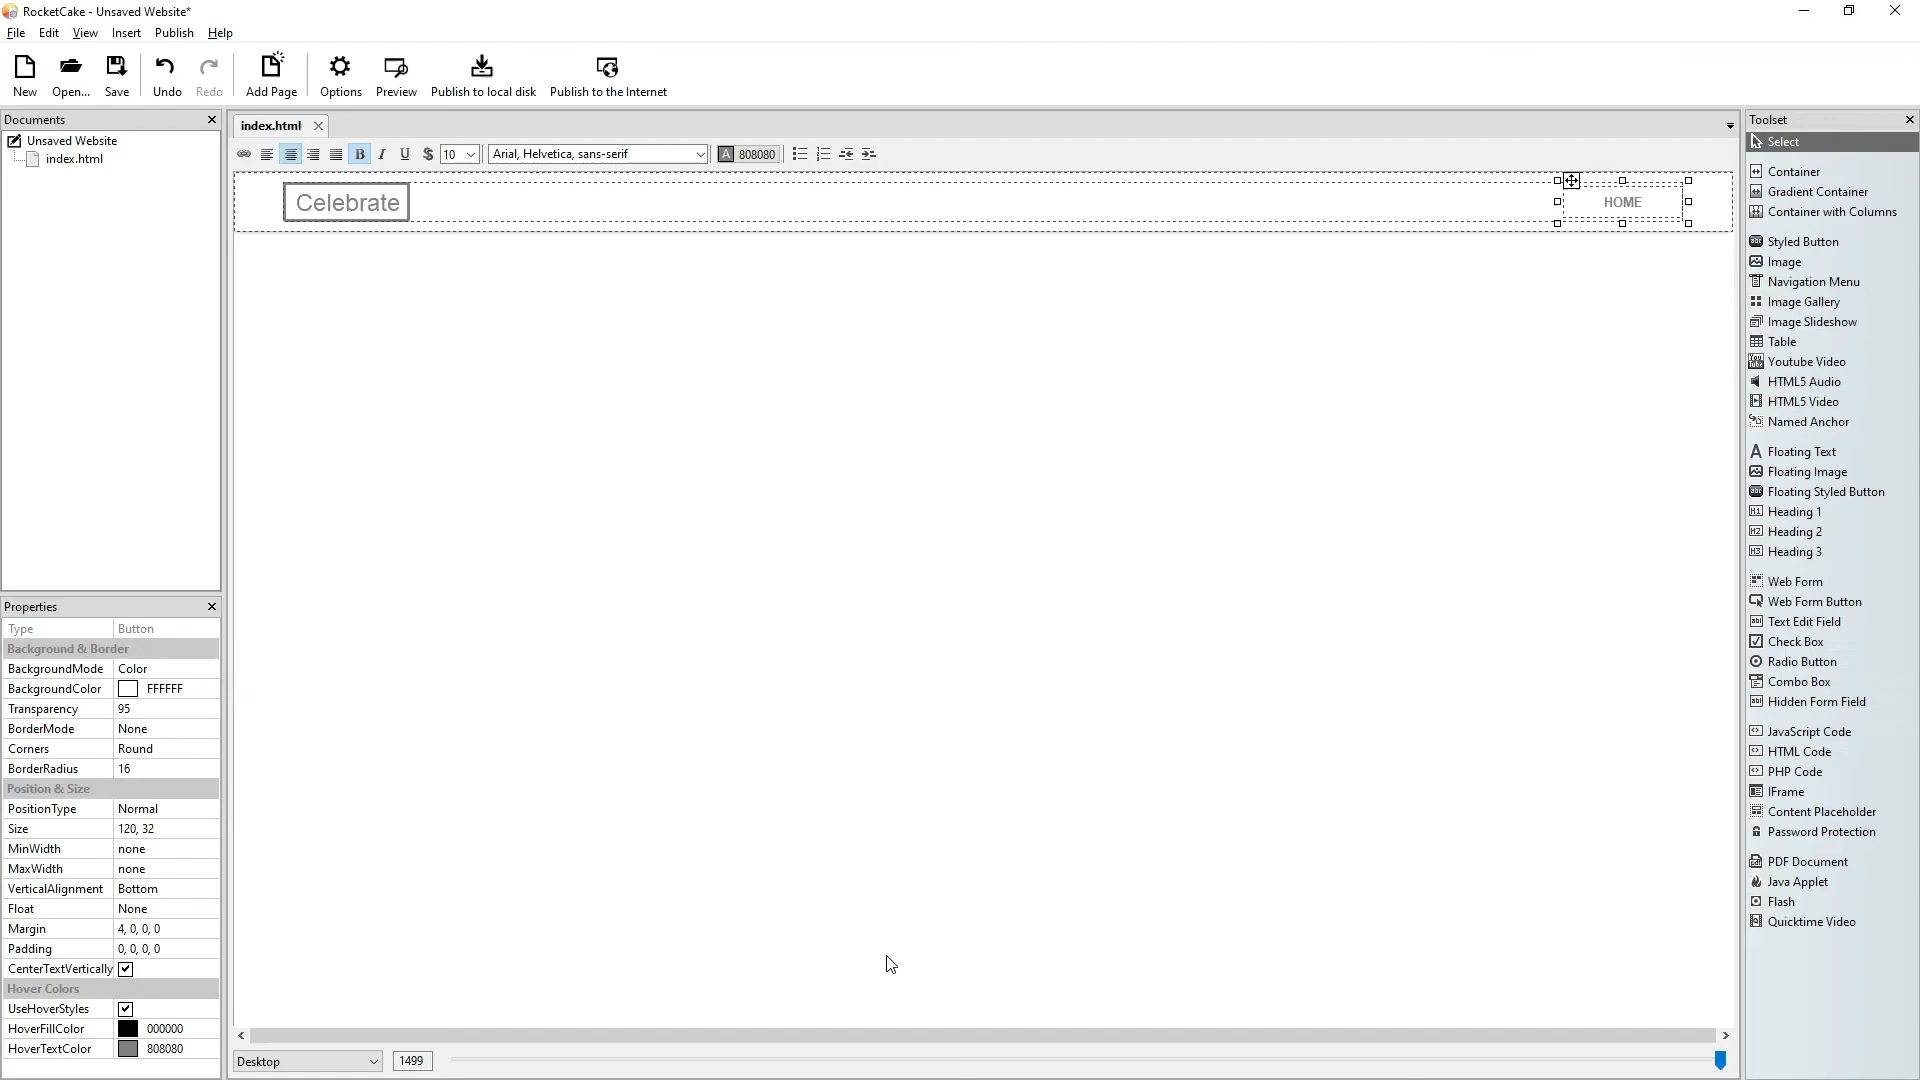 RocketCake - Unsaved Website*
File Edit View Insert Publish Help
New Open... Save Undo Redo Add Page Options Preview Publish to local disk Publish to the Internet
Documents
Unsaved Website
index.html
index.html
B I U $ 10 Arial, Helvetica, sans-serif A 808080
Celebrate
HOME
Desktop 1499
Properties
Type Button
Background & Border
BackgroundMode Color
BackgroundColor FFFFFF
Transparency 95
BorderMode None
Corners Round
BorderRadius 16
Position & Size
PositionType Normal
Size 120, 32
MinWidth none
MaxWidth none
VerticalAlignment Bottom
Float None
Margin 4, 0, 0, 0
Padding 0, 0, 0, 0
CenterTextVertically
Hover Colors
UseHoverStyles
HoverFillColor 000000
HoverTextColor 808080
Toolset
Select
Container
Gradient Container
Container with Columns
Styled Button
Image
Navigation Menu
Image Gallery
Image Slideshow
Table
Youtube Video
HTML5 Audio
HTML5 Video
Named Anchor
Floating Text
Floating Image
Floating Styled Button
Heading 1
Heading 2
Heading 3
Web Form
Web Form Button
Text Edit Field
Check Box
Radio Button
Combo Box
Hidden Form Field
JavaScript Code
HTML Code
PHP Code
IFrame
Content Placeholder
Password Protection
PDF Document
Java Applet
Flash
Quicktime Video